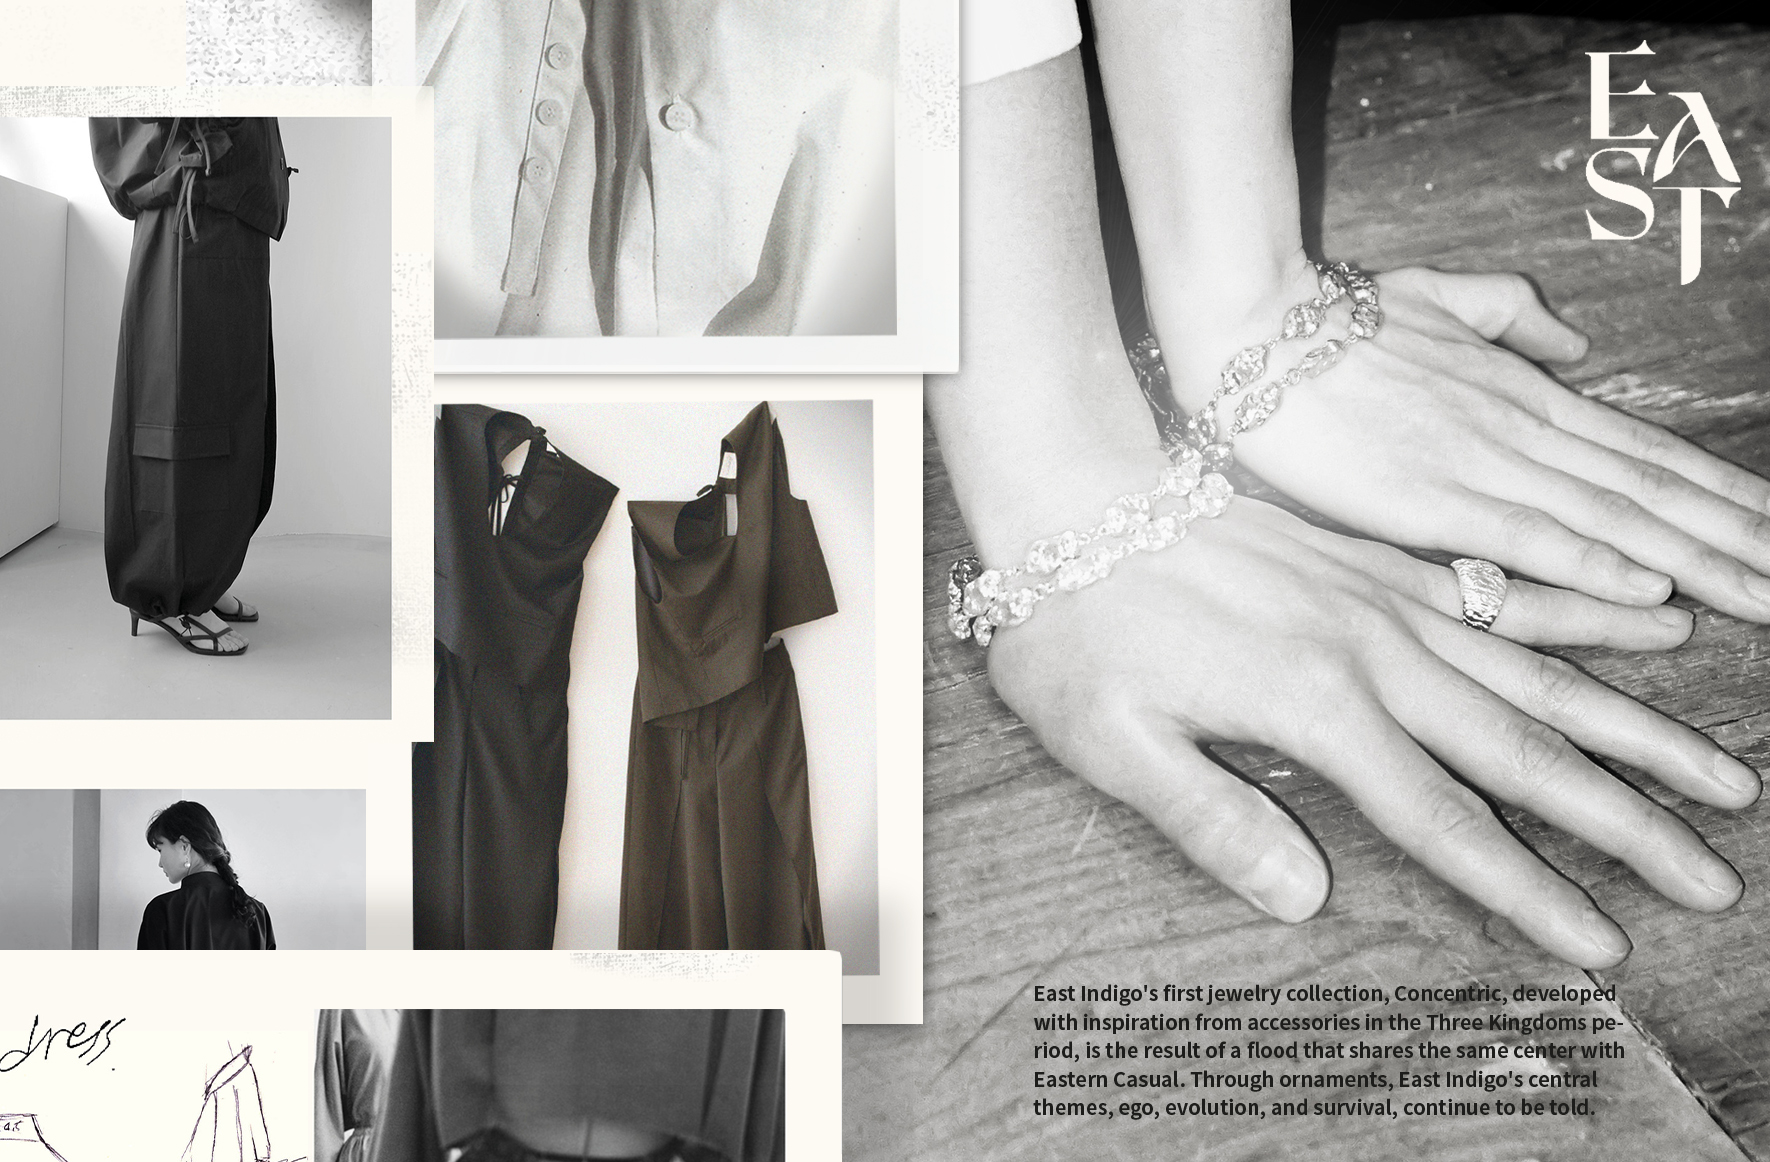 EAST
East Indigo's first jewelry collection, Concentric, developed
with inspiration from accessories in the Three Kingdoms pe-
riod, is the result of a flood that shares the same center with
Eastern Casual. Through ornaments, East Indigo's central
themes, ego, evolution, and survival, continue to be told.
dress.